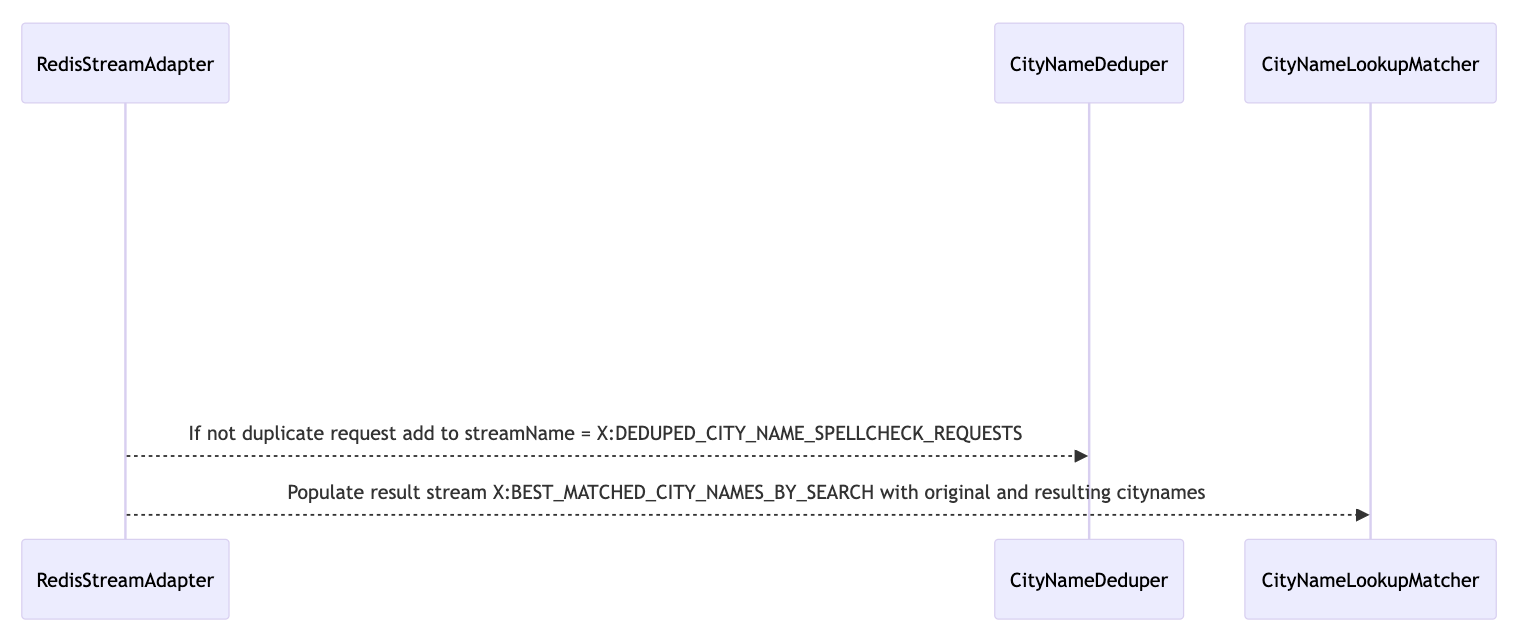 RedisStreamAdapter
CityNameDeduper
CityNameLookupMatcher
If not duplicate request add to streamName = X:DEDUPED_CITY_NAME_SPELLCHECK_REQUESTS
Populate result stream X:BEST_MATCHED_CITY_NAMES_BY_SEARCH with original and resulting citynames
RedisStreamAdapter
CityNameDeduper
CityNameLookupMatcher